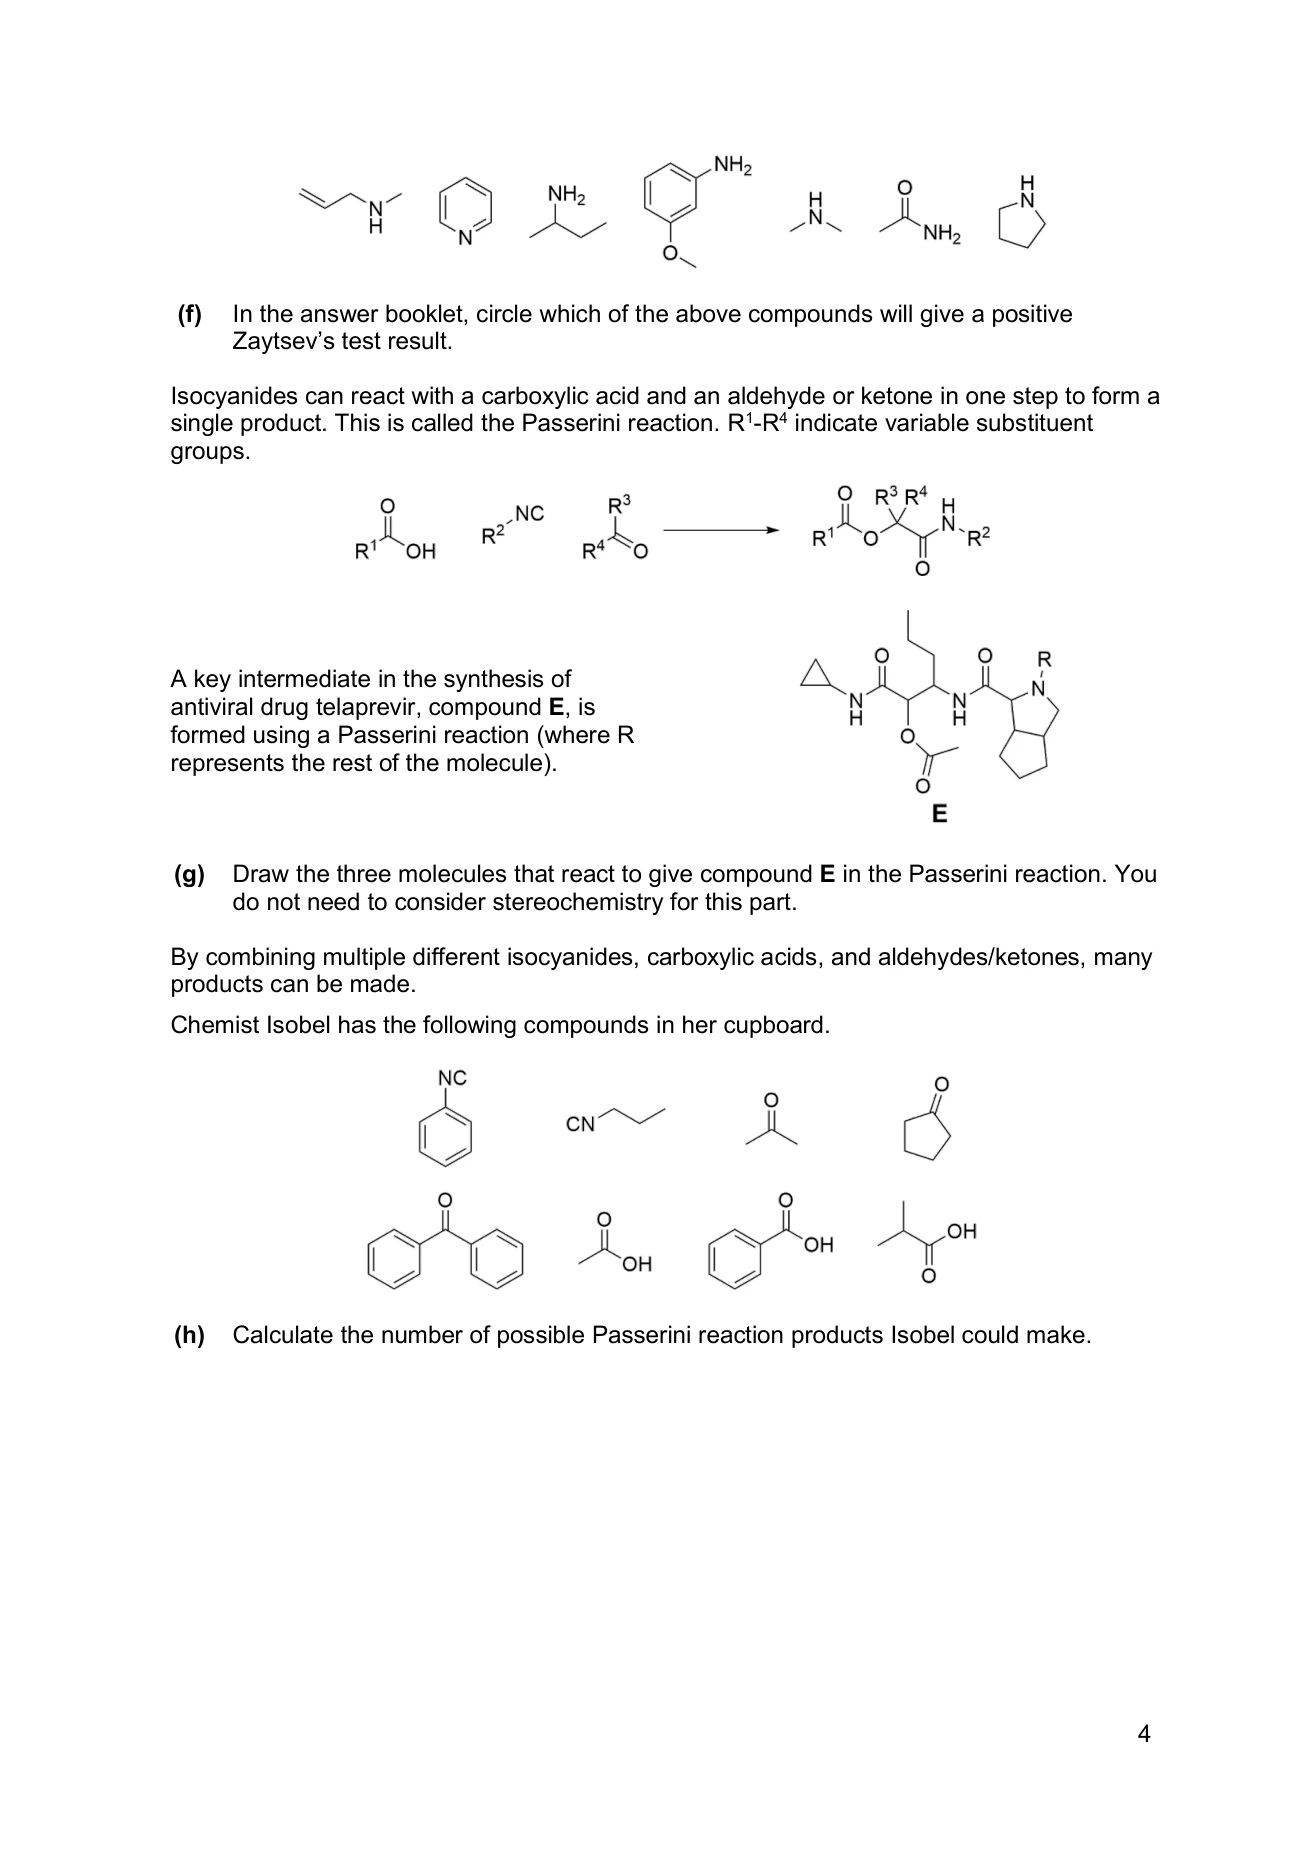 NH₂
NH₂
H
N
O
H
N
N
H
N
NH₂
O
(f) In the answer booklet, circle which of the above compounds will give a positive
Zaytsev’s test result.
Isocyanides can react with a carboxylic acid and an aldehyde or ketone in one step to form a
single product. This is called the Passerini reaction. R¹-R⁴ indicate variable substituent
groups.
O
R¹ OH
R² NC
R³
R⁴ O
O R³ R⁴ H
R¹ O N R²
O
A key intermediate in the synthesis of
antiviral drug telaprevir, compound E, is
formed using a Passerini reaction (where R
represents the rest of the molecule).
O O R
N N N
H H
O
O
E
(g) Draw the three molecules that react to give compound E in the Passerini reaction. You
do not need to consider stereochemistry for this part.
By combining multiple different isocyanides, carboxylic acids, and aldehydes/ketones, many
products can be made.
Chemist Isobel has the following compounds in her cupboard.
NC
CN
O
O
O
O
OH
O
OH
OH
O
(h) Calculate the number of possible Passerini reaction products Isobel could make.
4